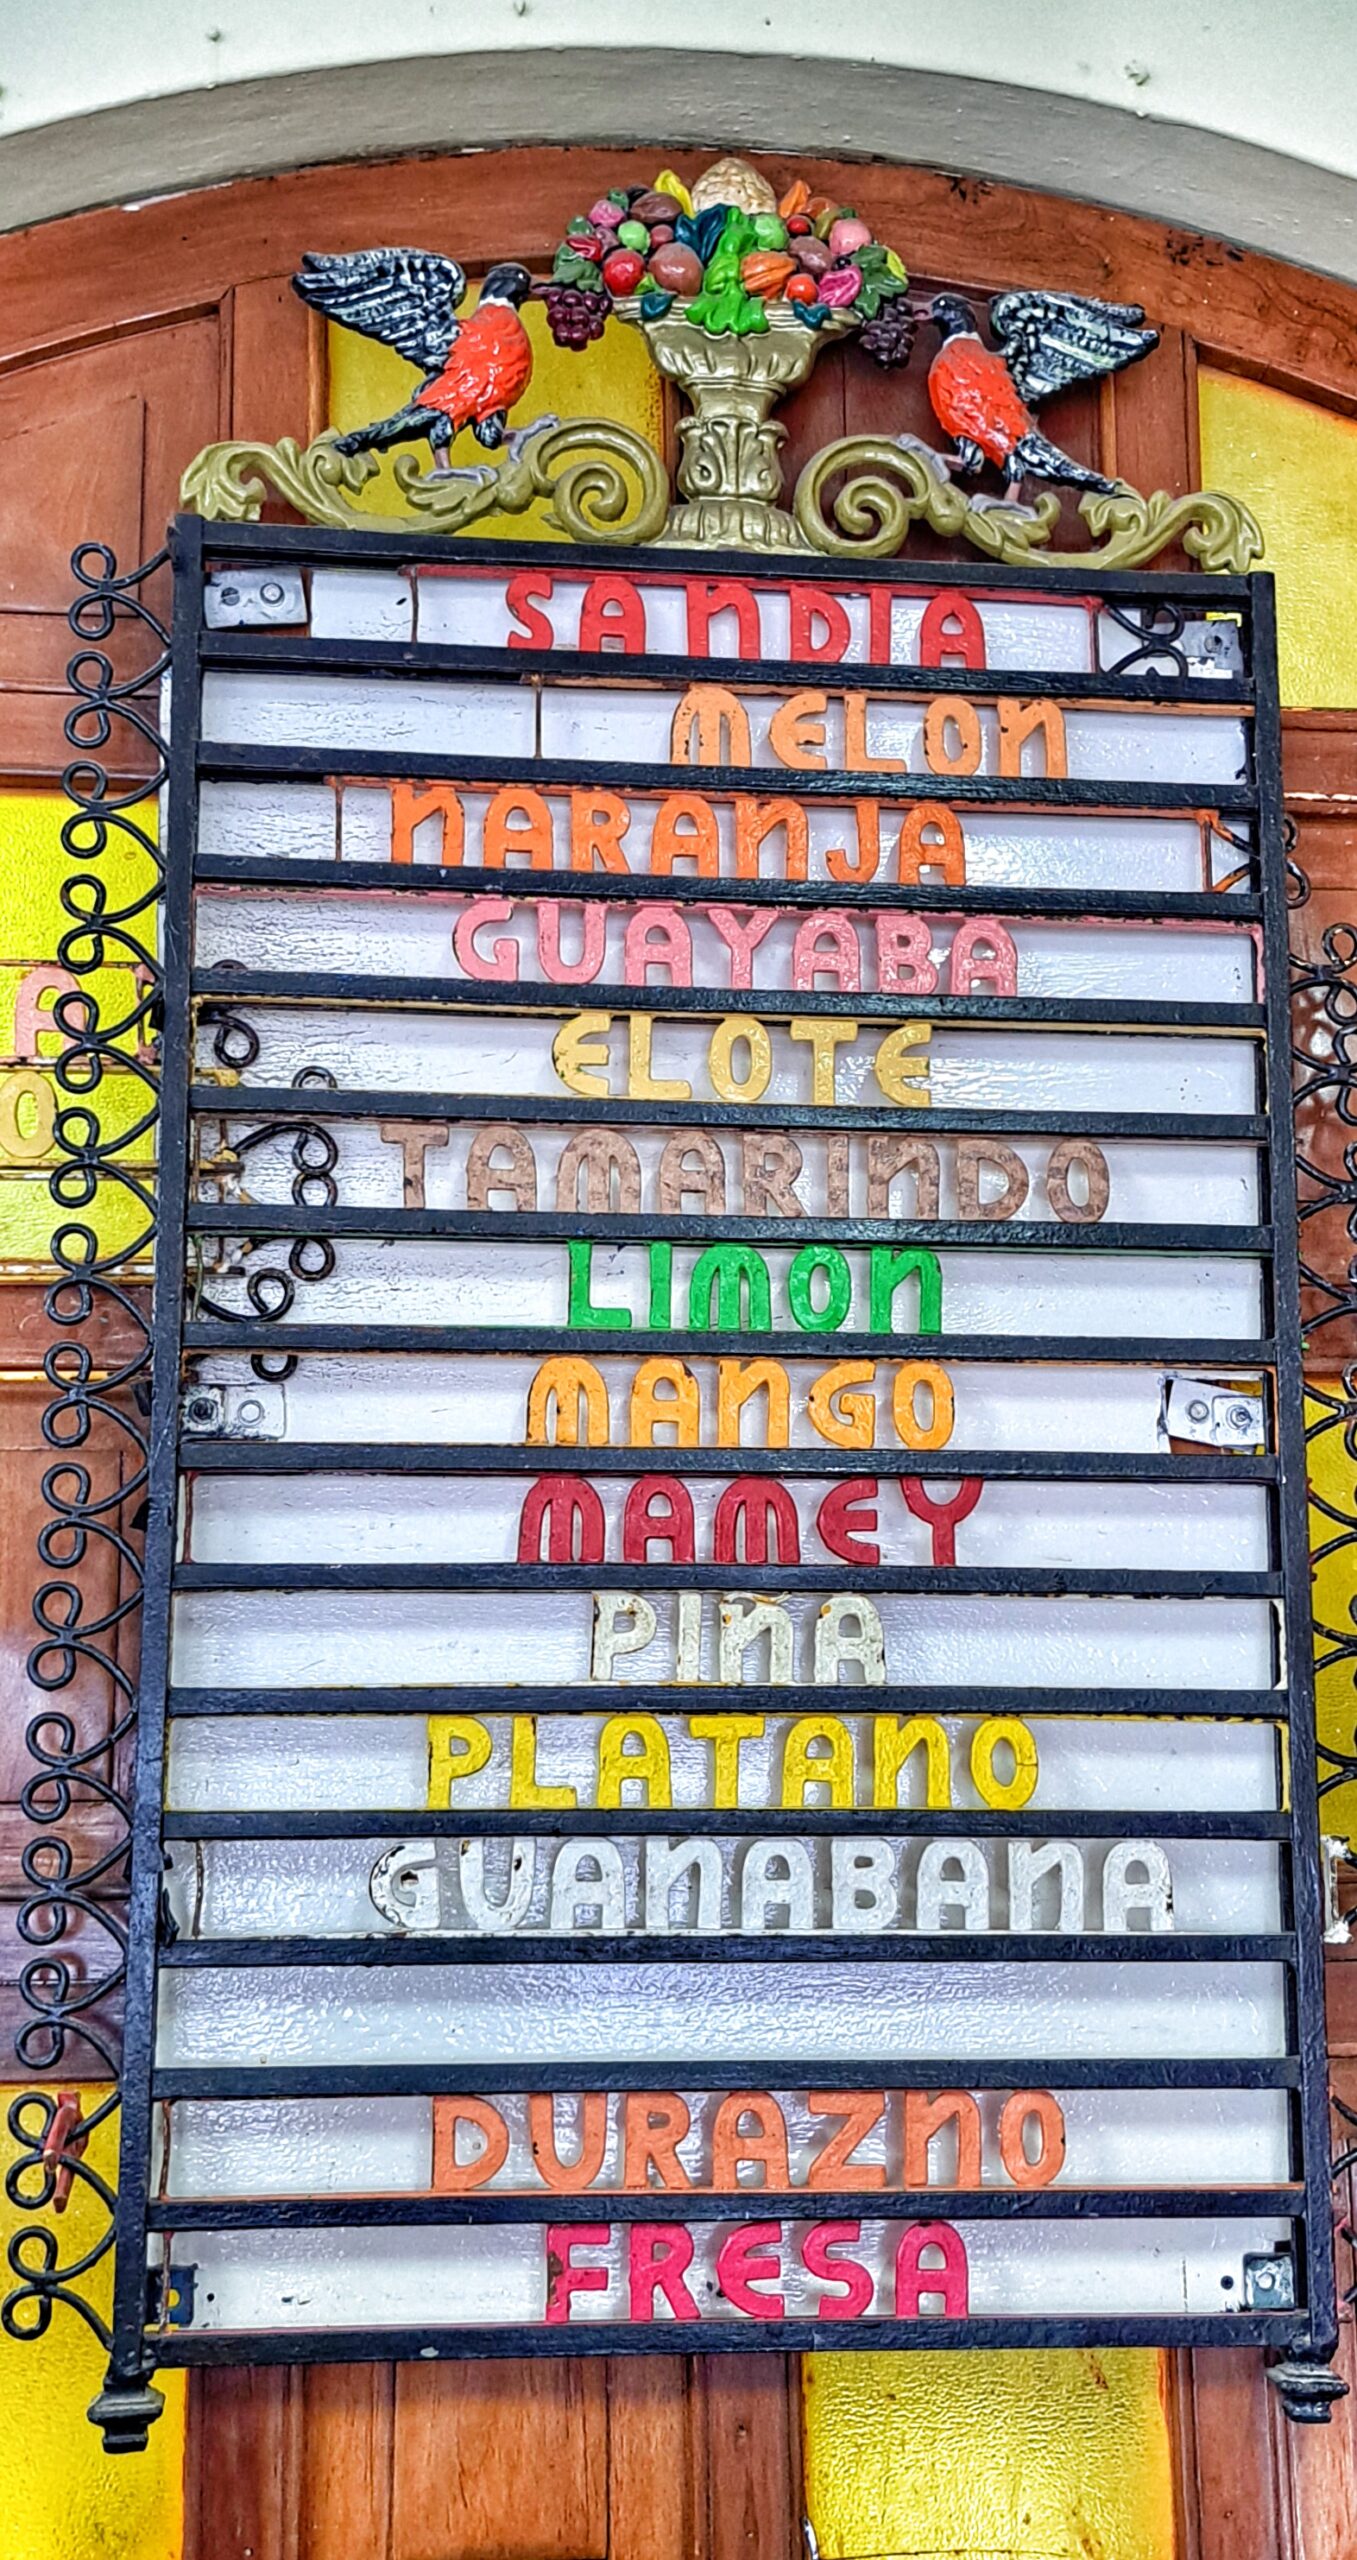 SANDIA
MELON
NARANJA
GUAYABA
ELOTE
TAMARINDO
LIMON
MANGO
MAMEY
PIÑA
PLATANO
GUANABANA
DURAZNO
FRESA